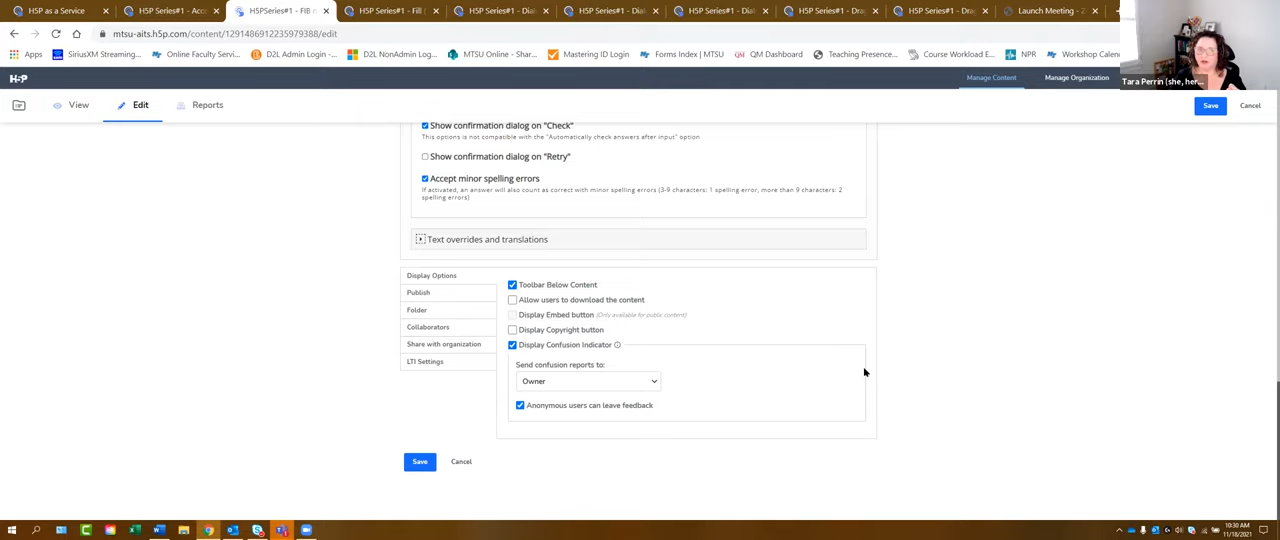 H5P as a Service
H5P Series#1 - Acc
H5PSeries#1 - FIB n
H5P Series#1 - Fill (
H5P Series#1 - Dial
H5P Series#1 - Dial
H5P Series#1 - Dial
H5P Series#1 - Dra
H5P Series#1 - Dra
Launch Meeting - Z
mtsu-aits.h5p.com/content/1291486912235979388/edit
Apps
SiriusXM Streaming...
Online Faculty Servi...
D2L Admin Login -...
D2L NonAdmin Log...
MTSU Online - Share...
Mastering ID Login
Forms Index | MTSU
QM Dashboard
Teaching Presence...
Course Workload E...
NPR
Workshop Calen
Tara Perrin (she, her...
H5P
Manage Content
Manage Organization
View
Edit
Reports
Save
Cancel
Show confirmation dialog on "Check"
This options is not compatible with the "Automatically check answers after input" option
Show confirmation dialog on "Retry"
Accept minor spelling errors
If activated, an answer will also count as correct with minor spelling errors (3-9 characters: 1 spelling error, more than 9 characters: 2
spelling errors)
Text overrides and translations
Display Options
Publish
Folder
Collaborators
Share with organization
LTI Settings
Toolbar Below Content
Allow users to download the content
Display Embed button (Only available for public content)
Display Copyright button
Display Confusion Indicator
Send confusion reports to:
Owner
Anonymous users can leave feedback
Save
Cancel
10:30 AM
11/18/2021